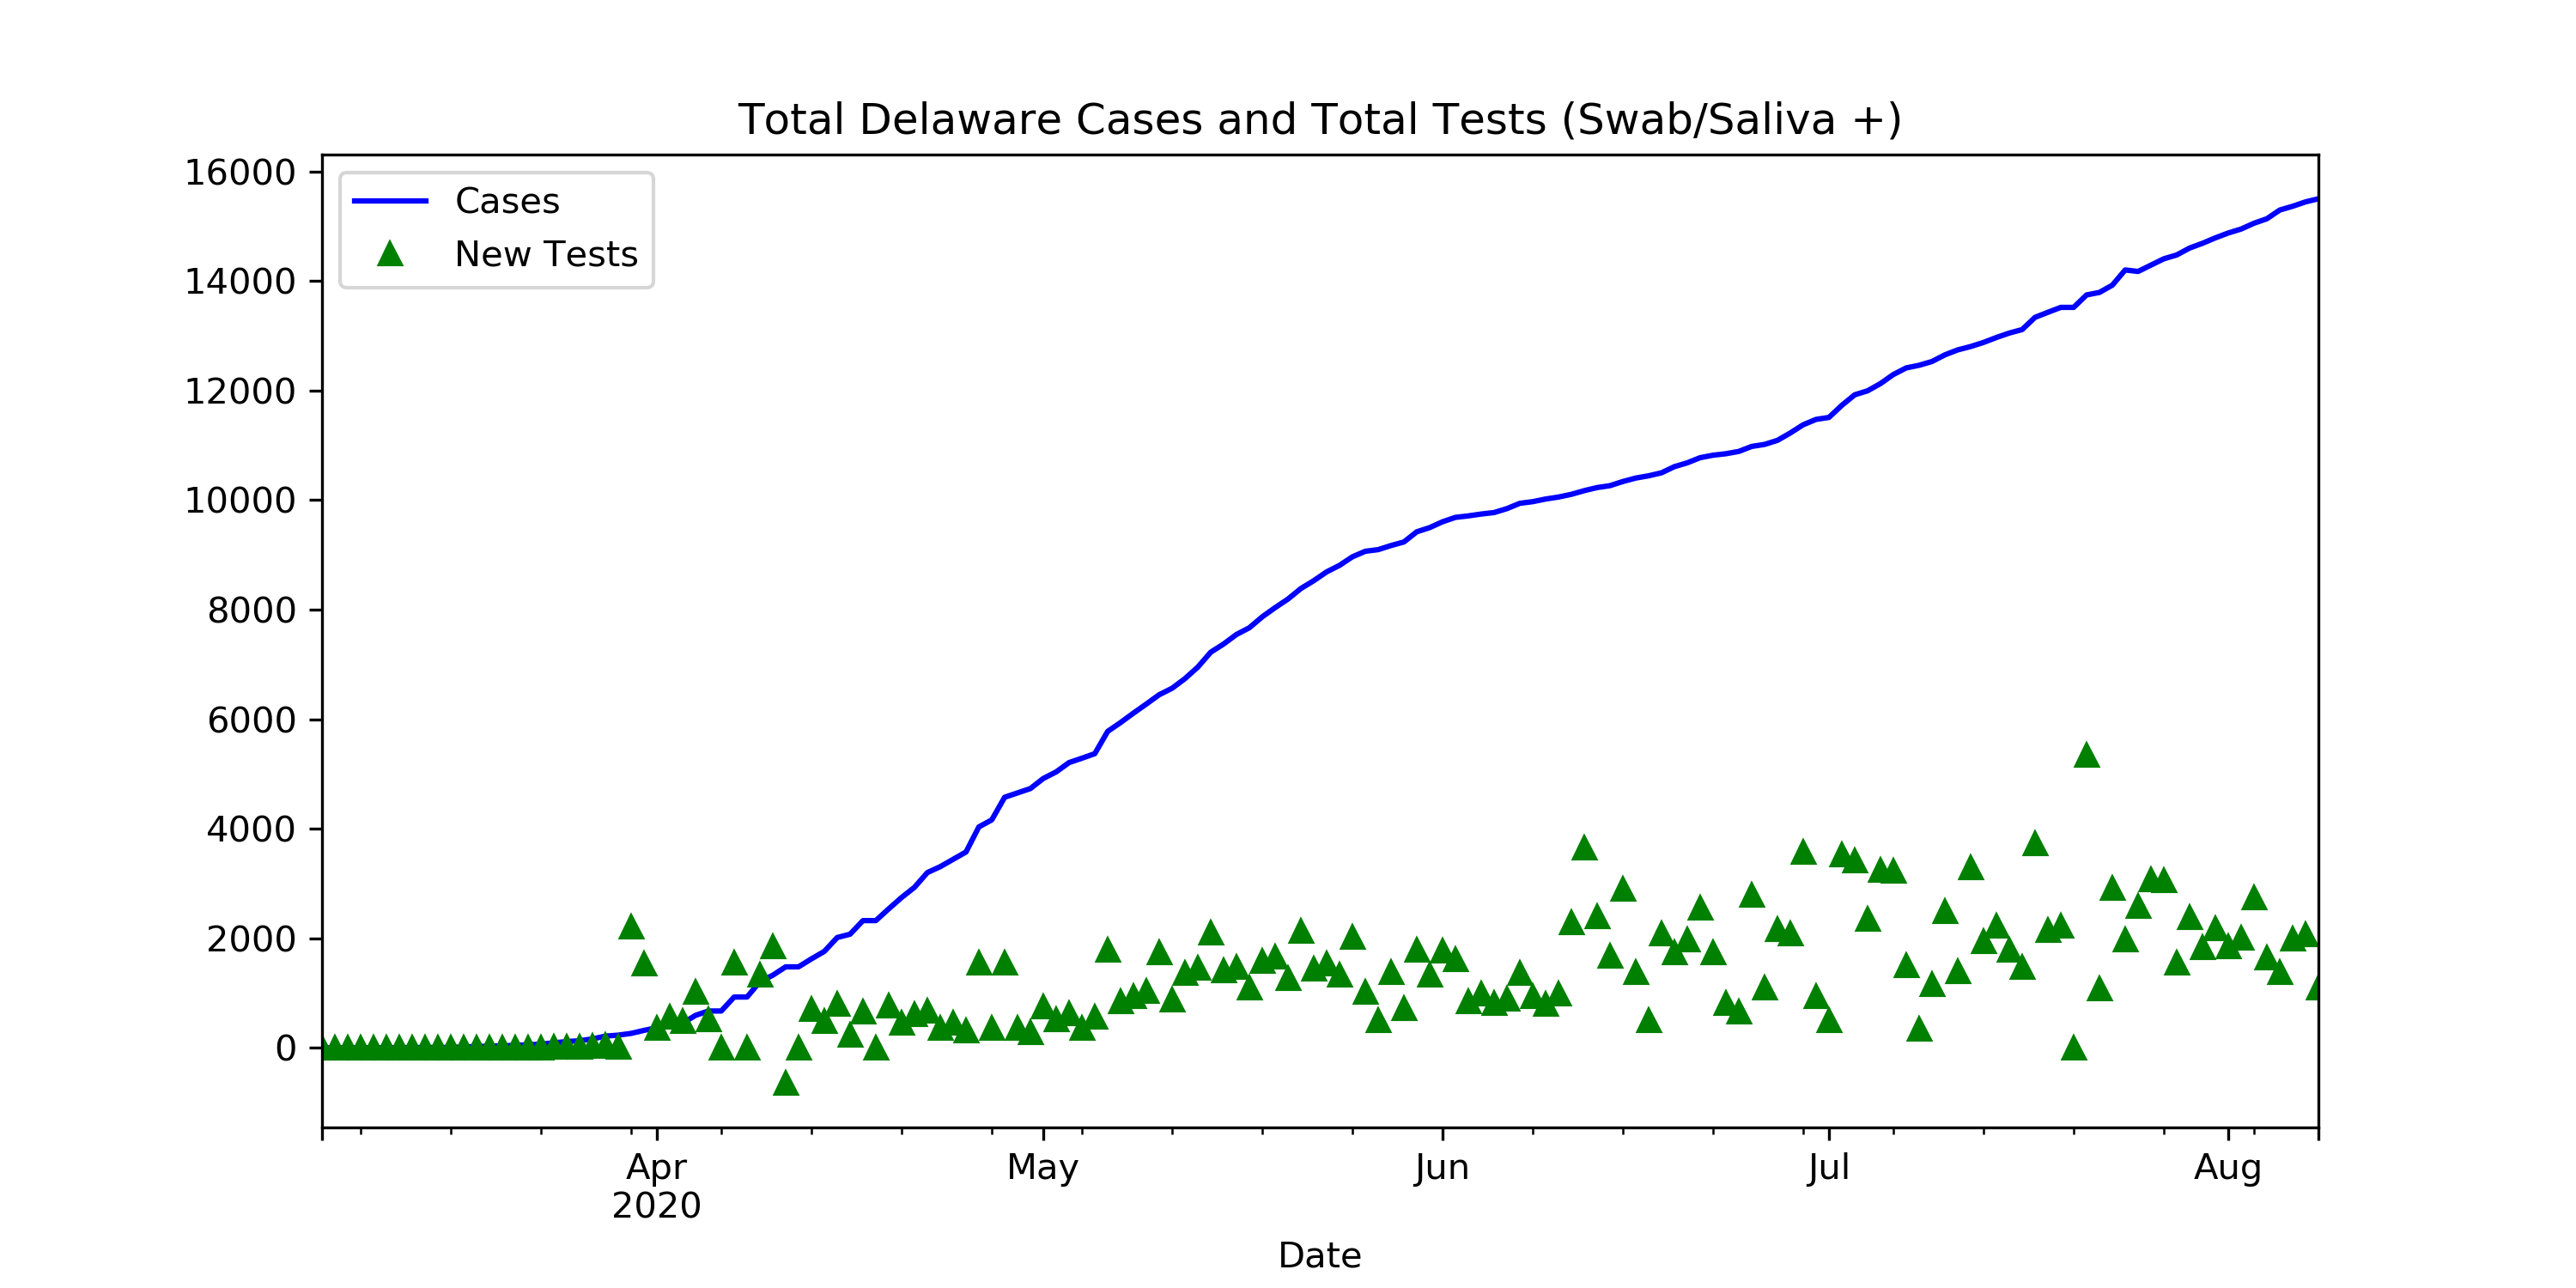 Total Delaware Cases and Total Tests (Swab/Saliva +)
16000
14000
12000
10000
8000
6000
4000
2000
0
Cases
New Tests
Apr
2020
May
Jun
Jul
Aug
Date